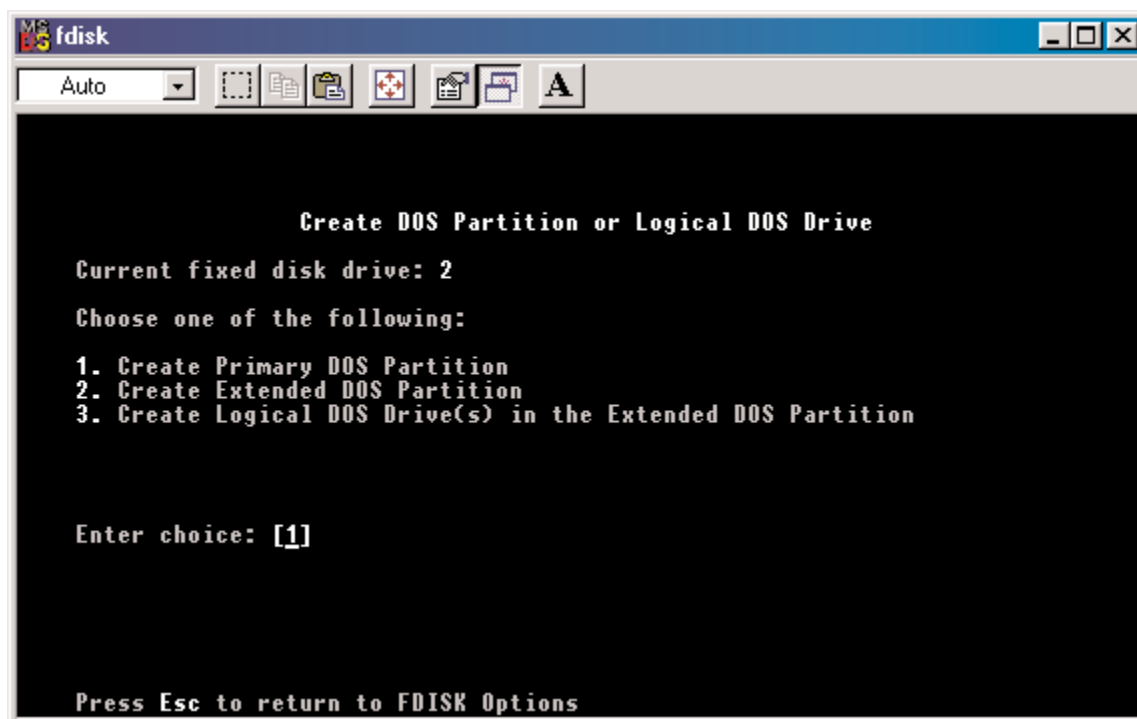 fdisk
Auto
A
Create DOS Partition or Logical DOS Drive
Current fixed disk drive: 2
Choose one of the following:
1. Create Primary DOS Partition
2. Create Extended DOS Partition
3. Create Logical DOS Drive(s) in the Extended DOS Partition
Enter choice: [1]
Press Esc to return to FDISK Options